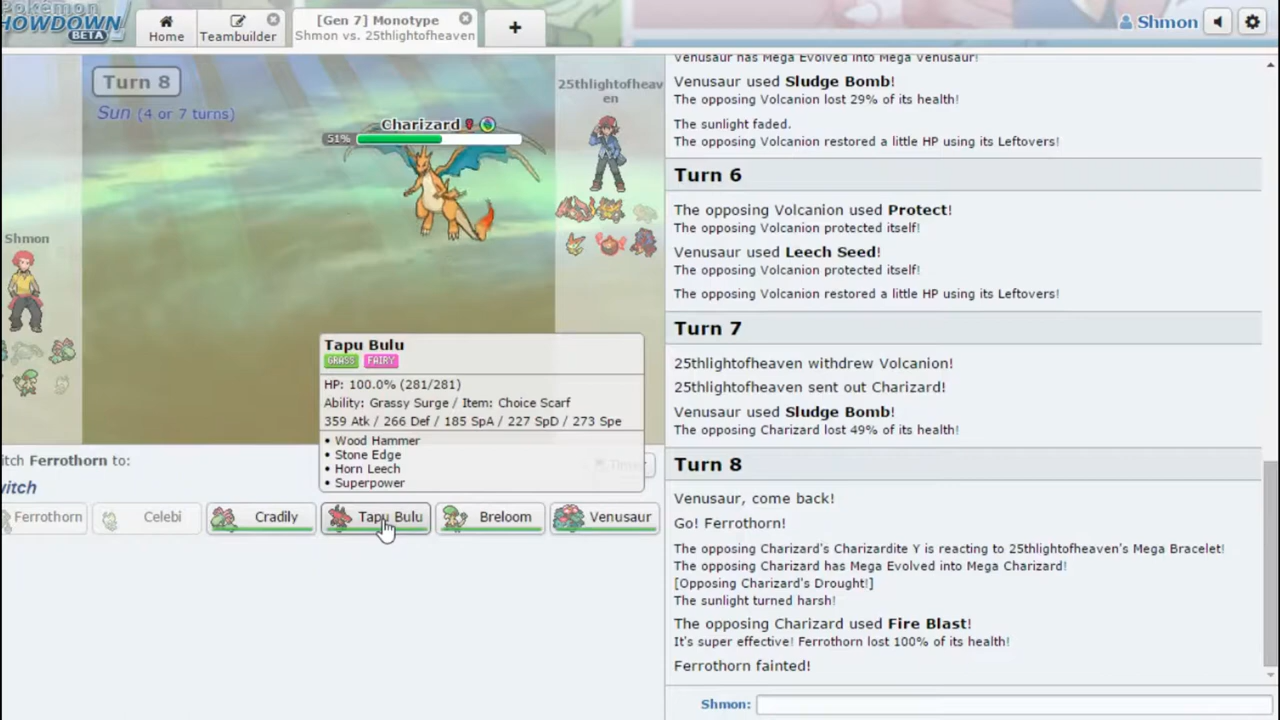 Pokémon
HOWDOWN!
BETA
Home
Teambuilder
[Gen 7] Monotype
Shmon vs. 25thlightofheaven
+
Shmon
Turn 8
Sun (4 or 7 turns)
25thlightofheav
en
Charizard
51%
Shmon
Tapu Bulu
GRASS FAIRY
HP: 100.0% (281/281)
Ability: Grassy Surge / Item: Choice Scarf
359 Atk / 266 Def / 185 SpA / 227 SpD / 273 Spe
• Wood Hammer
• Stone Edge
• Horn Leech
• Superpower
itch Ferrothorn to:
witch
Ferrothorn
Celebi
Cradily
Tapu Bulu
Breloom
Venusaur
Venusaur has Mega Evolved into Mega Venusaur!
Venusaur used Sludge Bomb!
The opposing Volcanion lost 29% of its health!
The sunlight faded.
The opposing Volcanion restored a little HP using its Leftovers!
Turn 6
The opposing Volcanion used Protect!
The opposing Volcanion protected itself!
Venusaur used Leech Seed!
The opposing Volcanion protected itself!
The opposing Volcanion restored a little HP using its Leftovers!
Turn 7
25thlightofheaven withdrew Volcanion!
25thlightofheaven sent out Charizard!
Venusaur used Sludge Bomb!
The opposing Charizard lost 49% of its health!
Turn 8
Venusaur, come back!
Go! Ferrothorn!
The opposing Charizard's Charizardite Y is reacting to 25thlightofheaven's Mega Bracelet!
The opposing Charizard has Mega Evolved into Mega Charizard!
[Opposing Charizard's Drought!]
The sunlight turned harsh!
The opposing Charizard used Fire Blast!
It's super effective! Ferrothorn lost 100% of its health!
Ferrothorn fainted!
Shmon: